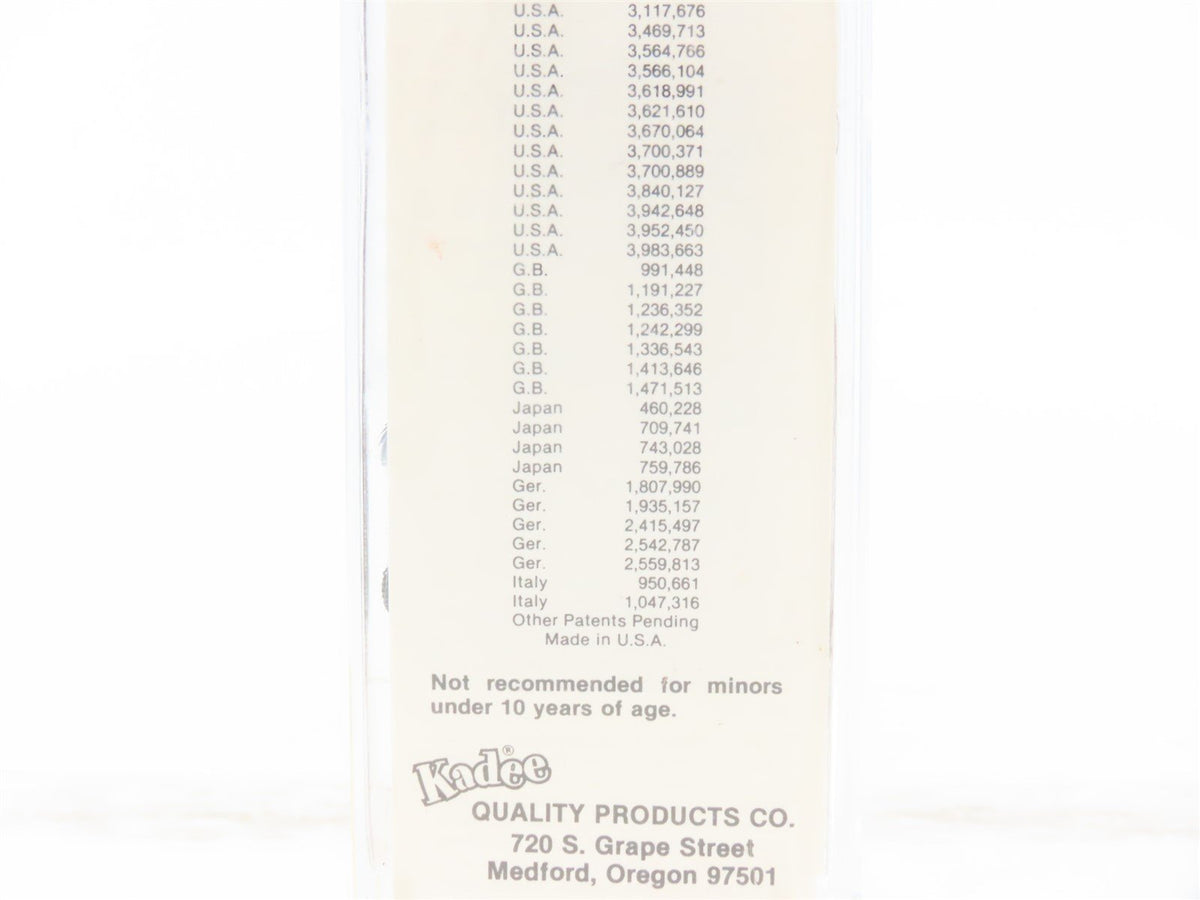 U.S.A. 3,117,676
U.S.A. 3,469,713
U.S.A. 3,564,766
U.S.A. 3,566,104
U.S.A. 3,618,991
U.S.A. 3,621,610
U.S.A. 3,670,064
U.S.A. 3,700,371
U.S.A. 3,700,889
U.S.A. 3,840,127
U.S.A. 3,942,648
U.S.A. 3,952,450
U.S.A. 3,983,663
G.B. 991,448
G.B. 1,191,227
G.B. 1,236,352
G.B. 1,242,299
G.B. 1,336,543
G.B. 1,413,646
G.B. 1,471,513
Japan 460,228
Japan 709,741
Japan 743,028
Japan 759,786
Ger. 1,807,990
Ger. 1,935,157
Ger. 2,415,497
Ger. 2,542,787
Ger. 2,559,813
Italy 950,661
Italy 1,047,316
Other Patents Pending
Made in U.S.A.
Not recommended for minors
under 10 years of age.
Kadee®
QUALITY PRODUCTS CO.
720 S. Grape Street
Medford, Oregon 97501